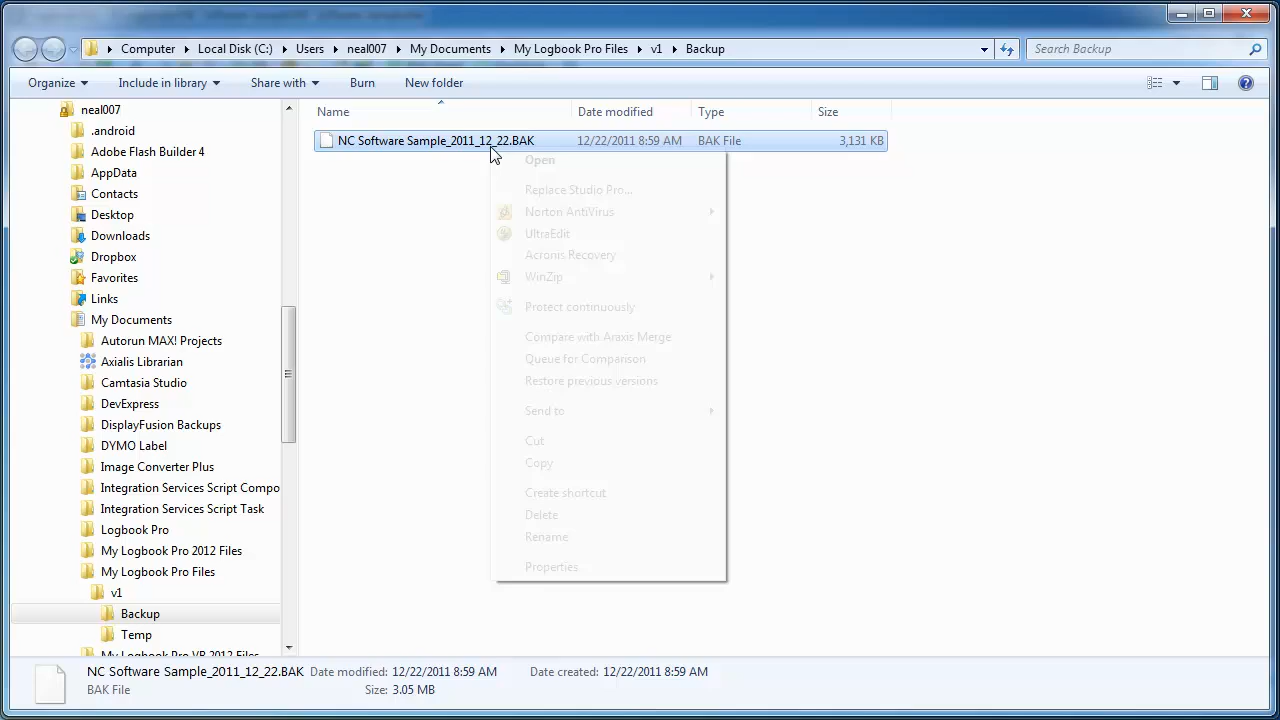 Computer Local Disk (C:) Users neal007 My Documents My Logbook Pro Files v1 Backup
Search Backup
Organize Include in library Share with Burn New folder
Name Date modified Type Size
neal007
.android
Adobe Flash Builder 4
AppData
Contacts
Desktop
Downloads
Dropbox
Favorites
Links
My Documents
Autorun MAX! Projects
Axialis Librarian
Camtasia Studio
DevExpress
DisplayFusion Backups
DYMO Label
Image Converter Plus
Integration Services Script Compo
Integration Services Script Task
Logbook Pro
My Logbook Pro 2012 Files
My Logbook Pro Files
v1
Backup
Temp
My Logbook Pro VB 2012 Files
NC Software Sample_2011_12_22.BAK 12/22/2011 8:59 AM BAK File 3,131 KB
Open
Replace Studio Pro...
Norton AntiVirus
UltraEdit
Acronis Recovery
WinZip
Protect continuously
Compare with Araxis Merge
Queue for Comparison
Restore previous versions
Send to
Cut
Copy
Create shortcut
Delete
Rename
Properties
NC Software Sample_2011_12_22.BAK Date modified: 12/22/2011 8:59 AM Date created: 12/22/2011 8:59 AM
BAK File Size: 3.05 MB